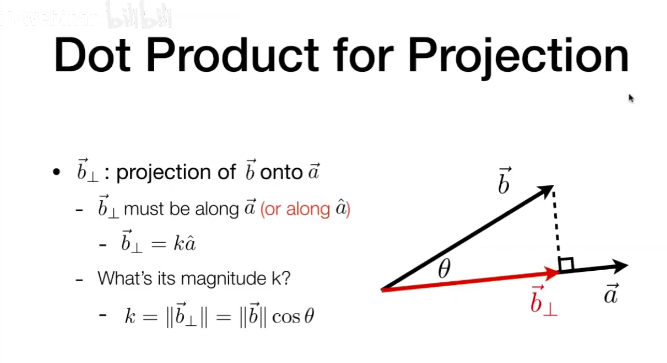 bilibili
Dot Product for Projection
• $\vec{b}_\perp$ : projection of $\vec{b}$ onto $\vec{a}$
- $\vec{b}_\perp$ must be along $\vec{a}$ (or along $\hat{a}$)
- $\vec{b}_\perp = k\hat{a}$
- What's its magnitude k?
- $k = \|\vec{b}_\perp\| = \|\vec{b}\| \cos\theta$
$\vec{b}$
$\theta$
$\vec{b}_\perp$
$\vec{a}$